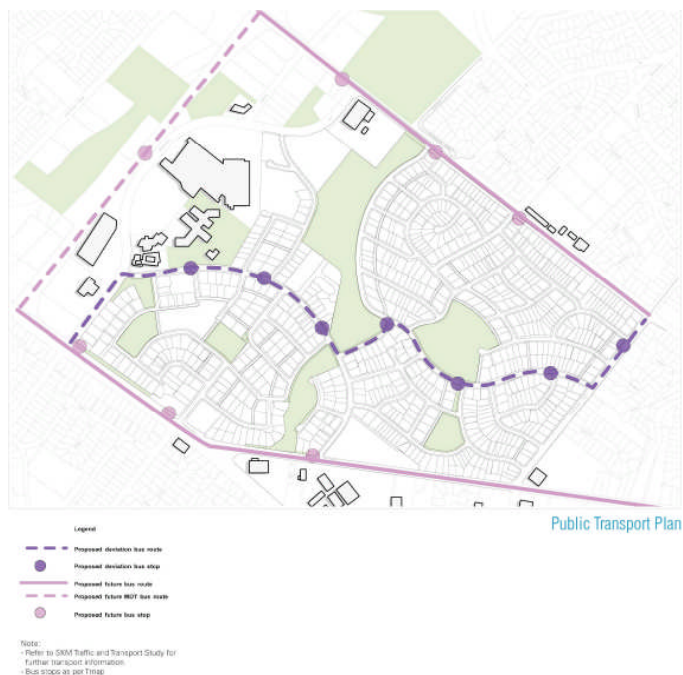 Public Transport Plan
Legend
Proposed deviation bus route
Proposed deviation bus stop
Proposed future bus route
Proposed future MOT bus route
Proposed future bus stop
Note:
- Refer to SKM Traffic and Transport Study for
further transport information.
- Bus stops as per Tmap